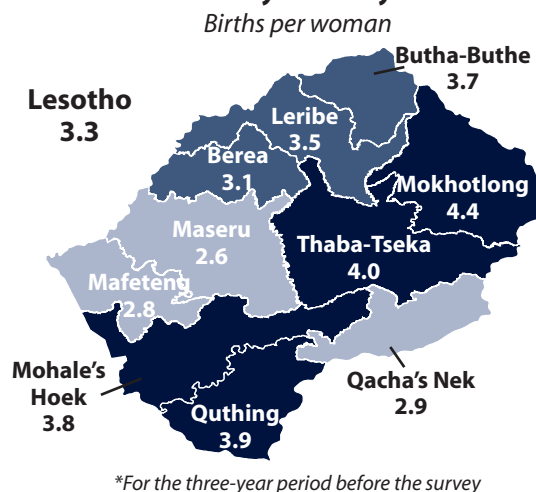 Births per woman
Butha-Buthe
3.7
Lesotho
3.3
Leribe
3.5
Berea
3.1
Mokhotlong
4.4
Maseru
2.6
Thaba-Tseka
4.0
Mafeteng
2.8
Mohale's
Hoek
3.8
Qacha's Nek
2.9
Quthing
3.9
*For the three-year period before the survey